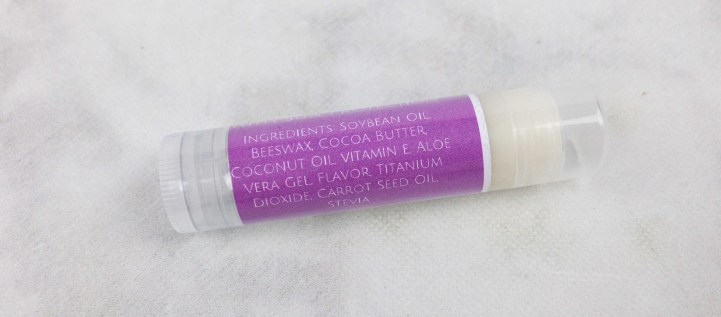 INGREDIENTS: SOYBEAN OIL
BEESWAX, COCOA BUTTER,
COCONUT OIL VITAMIN E, ALOE
VERA GEL, FLAVOR, TITANIUM
DIOXIDE, CARROT SEED OIL
STEVIA